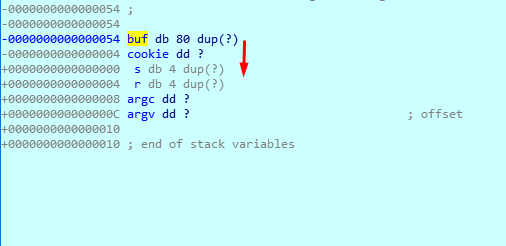 -0000000000000054 ;
-0000000000000054
-0000000000000054 buf db 80 dup(?)
-0000000000000004 cookie dd ?
+0000000000000000  s db 4 dup(?)
+0000000000000004  r db 4 dup(?)
+0000000000000008 argc dd ?
+000000000000000C argv dd ? ; offset
+0000000000000010
+0000000000000010 ; end of stack variables